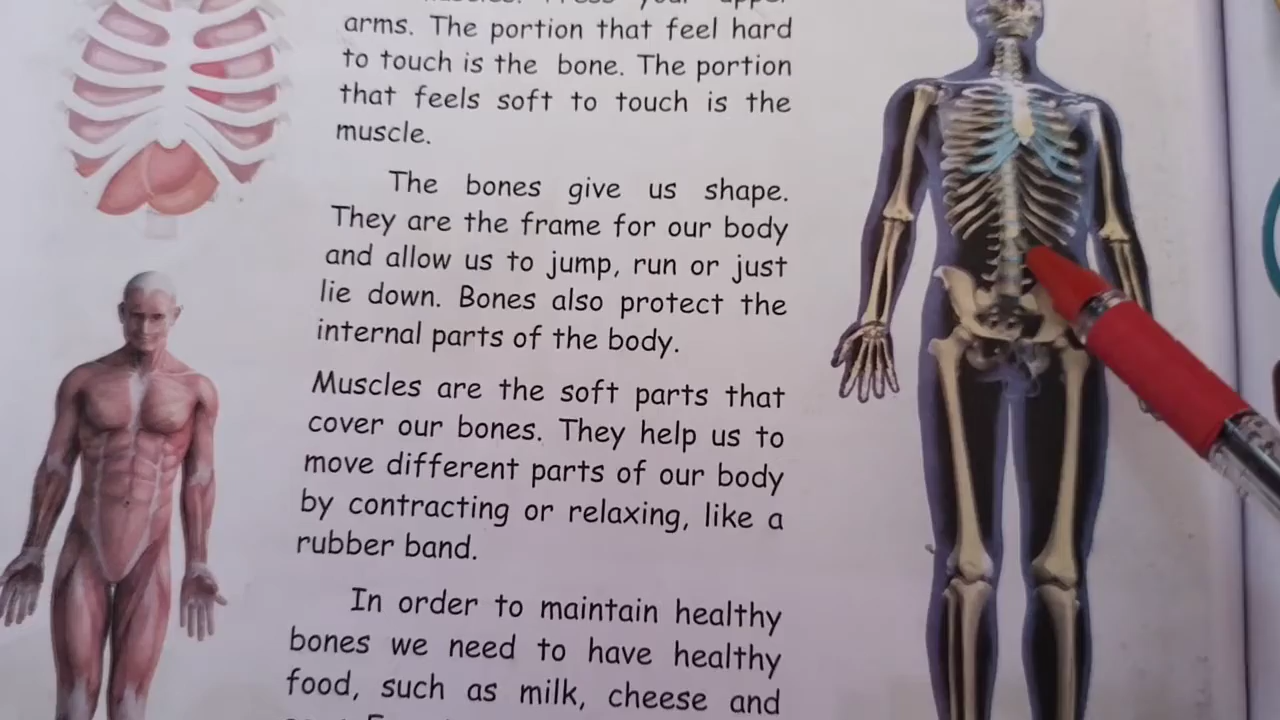 arms. The portion that feel hard
to touch is the bone. The portion
that feels soft to touch is the
muscle.
The bones give us shape.
They are the frame for our body
and allow us to jump, run or just
lie down. Bones also protect the
internal parts of the body.
Muscles are the soft parts that
cover our bones. They help us to
move different parts of our body
by contracting or relaxing, like a
rubber band.
In order to maintain healthy
bones we need to have healthy
food, such as milk, cheese and